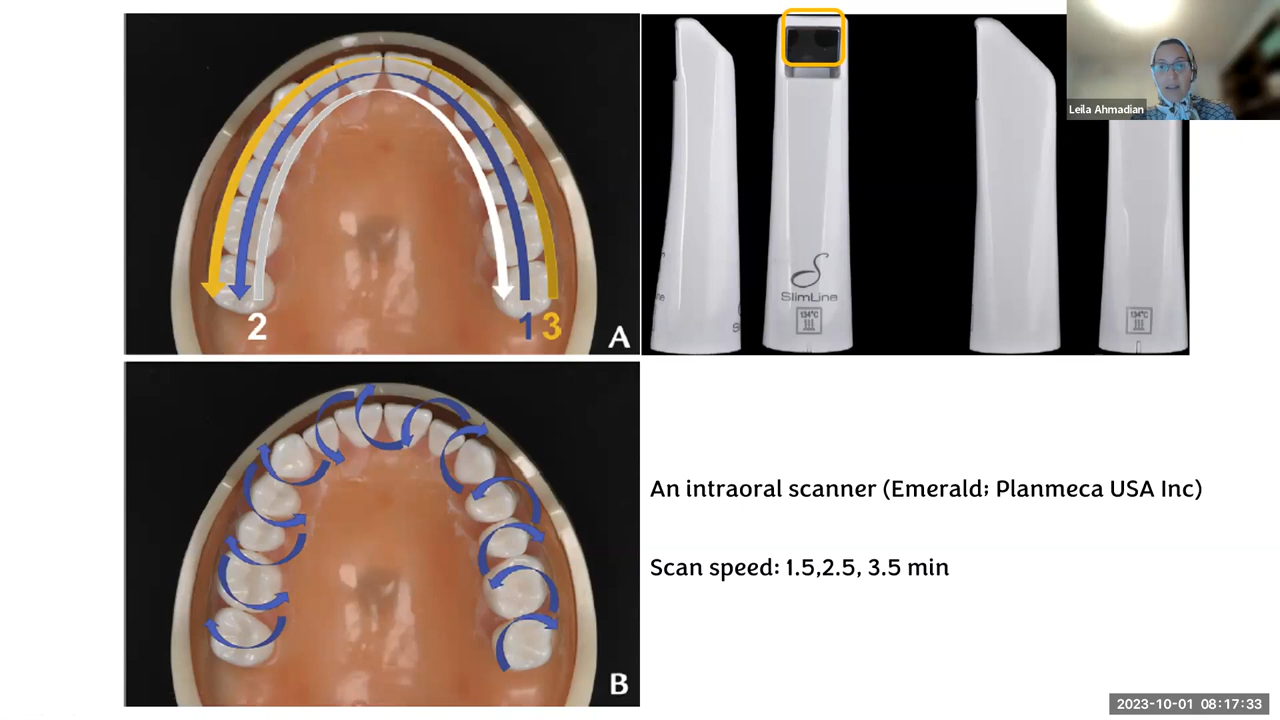 Leila Ahmadian
SlimLine
134°C
134°C
2
1
3
A
An intraoral scanner (Emerald; Planmeca USA Inc)
Scan speed: 1.5,2.5, 3.5 min
B
2023-10-01 08:17:33